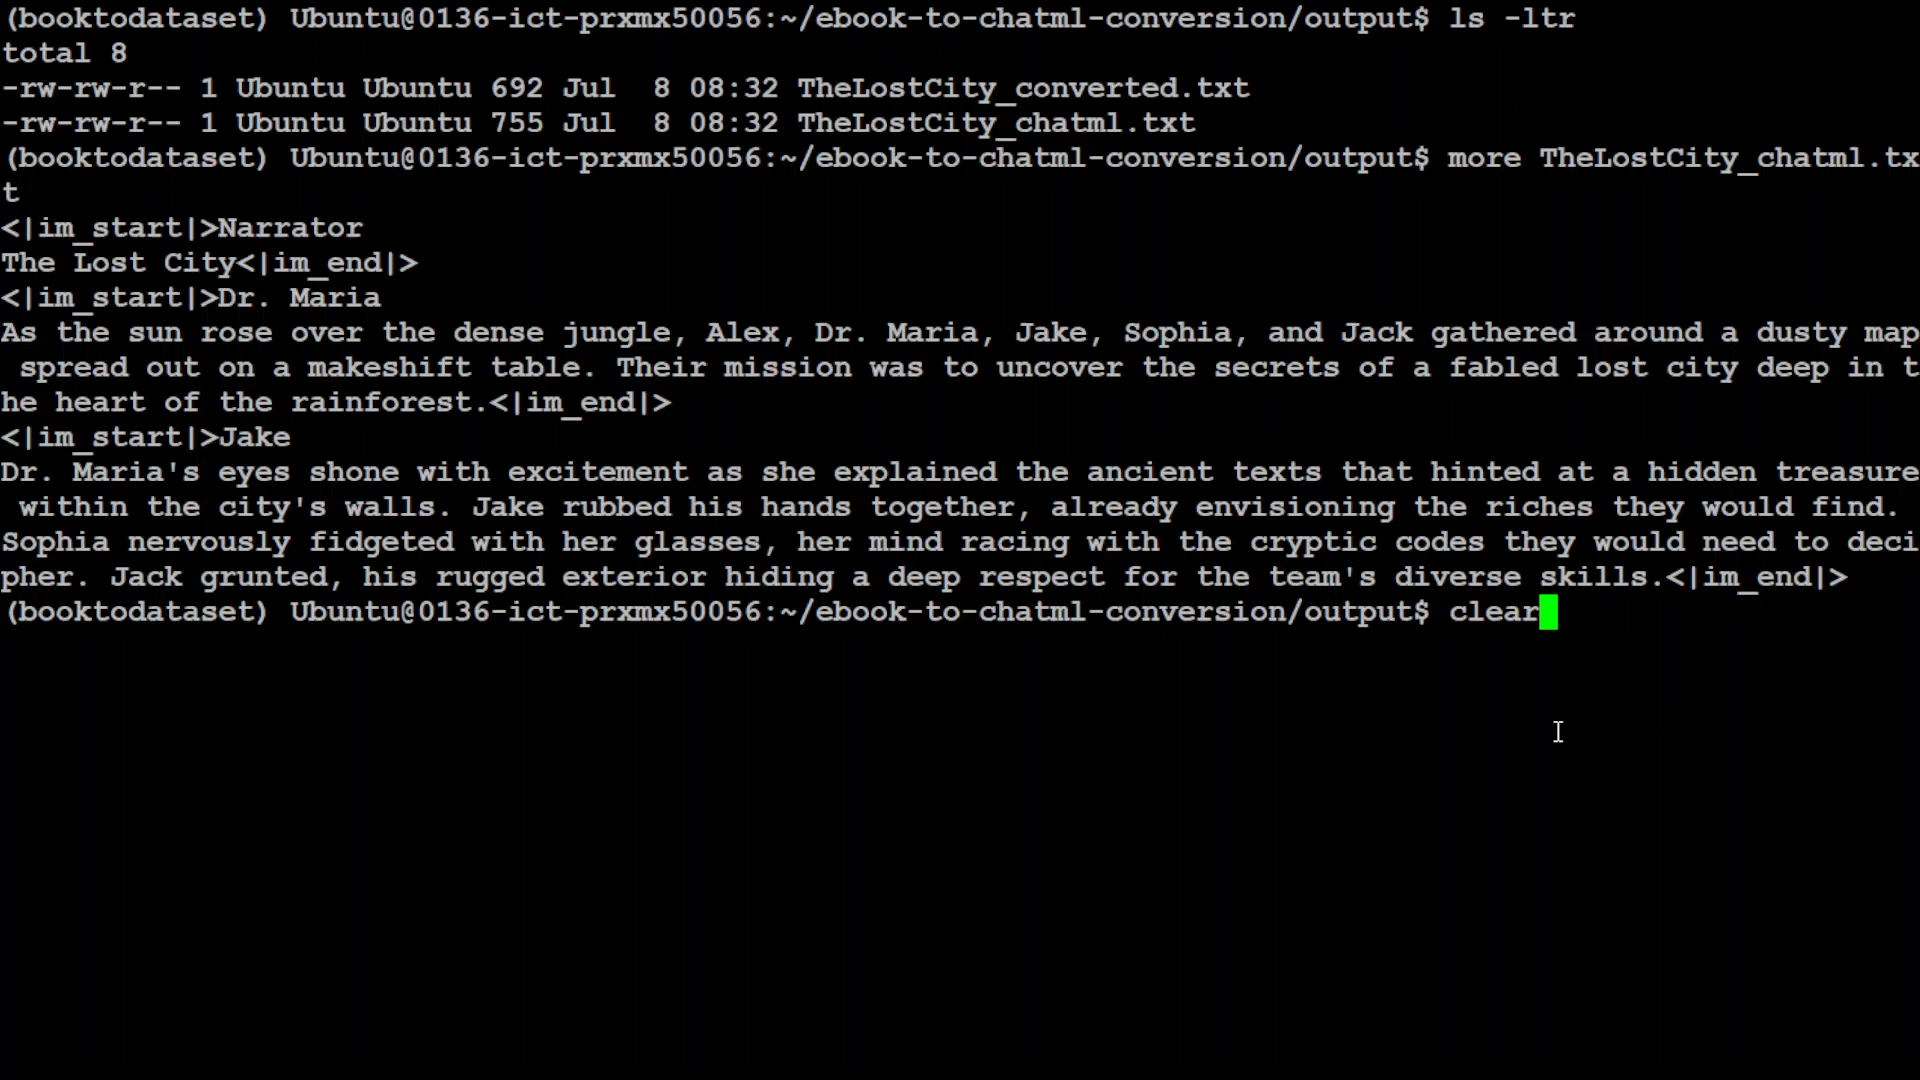 (booktodataset) Ubuntu@0136-ict-prxmx50056:~/ebook-to-chatml-conversion/output$ ls -ltr
total 8
-rw-rw-r-- 1 Ubuntu Ubuntu 692 Jul  8 08:32 TheLostCity_converted.txt
-rw-rw-r-- 1 Ubuntu Ubuntu 755 Jul  8 08:32 TheLostCity_chatml.txt
(booktodataset) Ubuntu@0136-ict-prxmx50056:~/ebook-to-chatml-conversion/output$ more TheLostCity_chatml.tx
t
<|im_start|>Narrator
The Lost City<|im_end|>
<|im_start|>Dr. Maria
As the sun rose over the dense jungle, Alex, Dr. Maria, Jake, Sophia, and Jack gathered around a dusty map
 spread out on a makeshift table. Their mission was to uncover the secrets of a fabled lost city deep in t
he heart of the rainforest.<|im_end|>
<|im_start|>Jake
Dr. Maria's eyes shone with excitement as she explained the ancient texts that hinted at a hidden treasure
 within the city's walls. Jake rubbed his hands together, already envisioning the riches they would find.
Sophia nervously fidgeted with her glasses, her mind racing with the cryptic codes they would need to deci
pher. Jack grunted, his rugged exterior hiding a deep respect for the team's diverse skills.<|im_end|>
(booktodataset) Ubuntu@0136-ict-prxmx50056:~/ebook-to-chatml-conversion/output$ clear